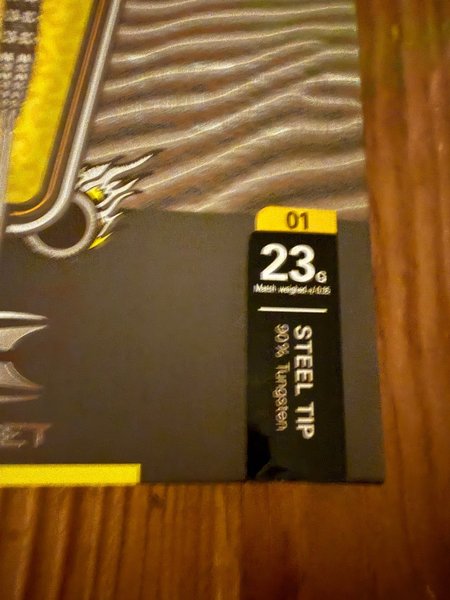 01
23G
Match weighed +/- 0.05
STEEL TIP
90% Tungsten